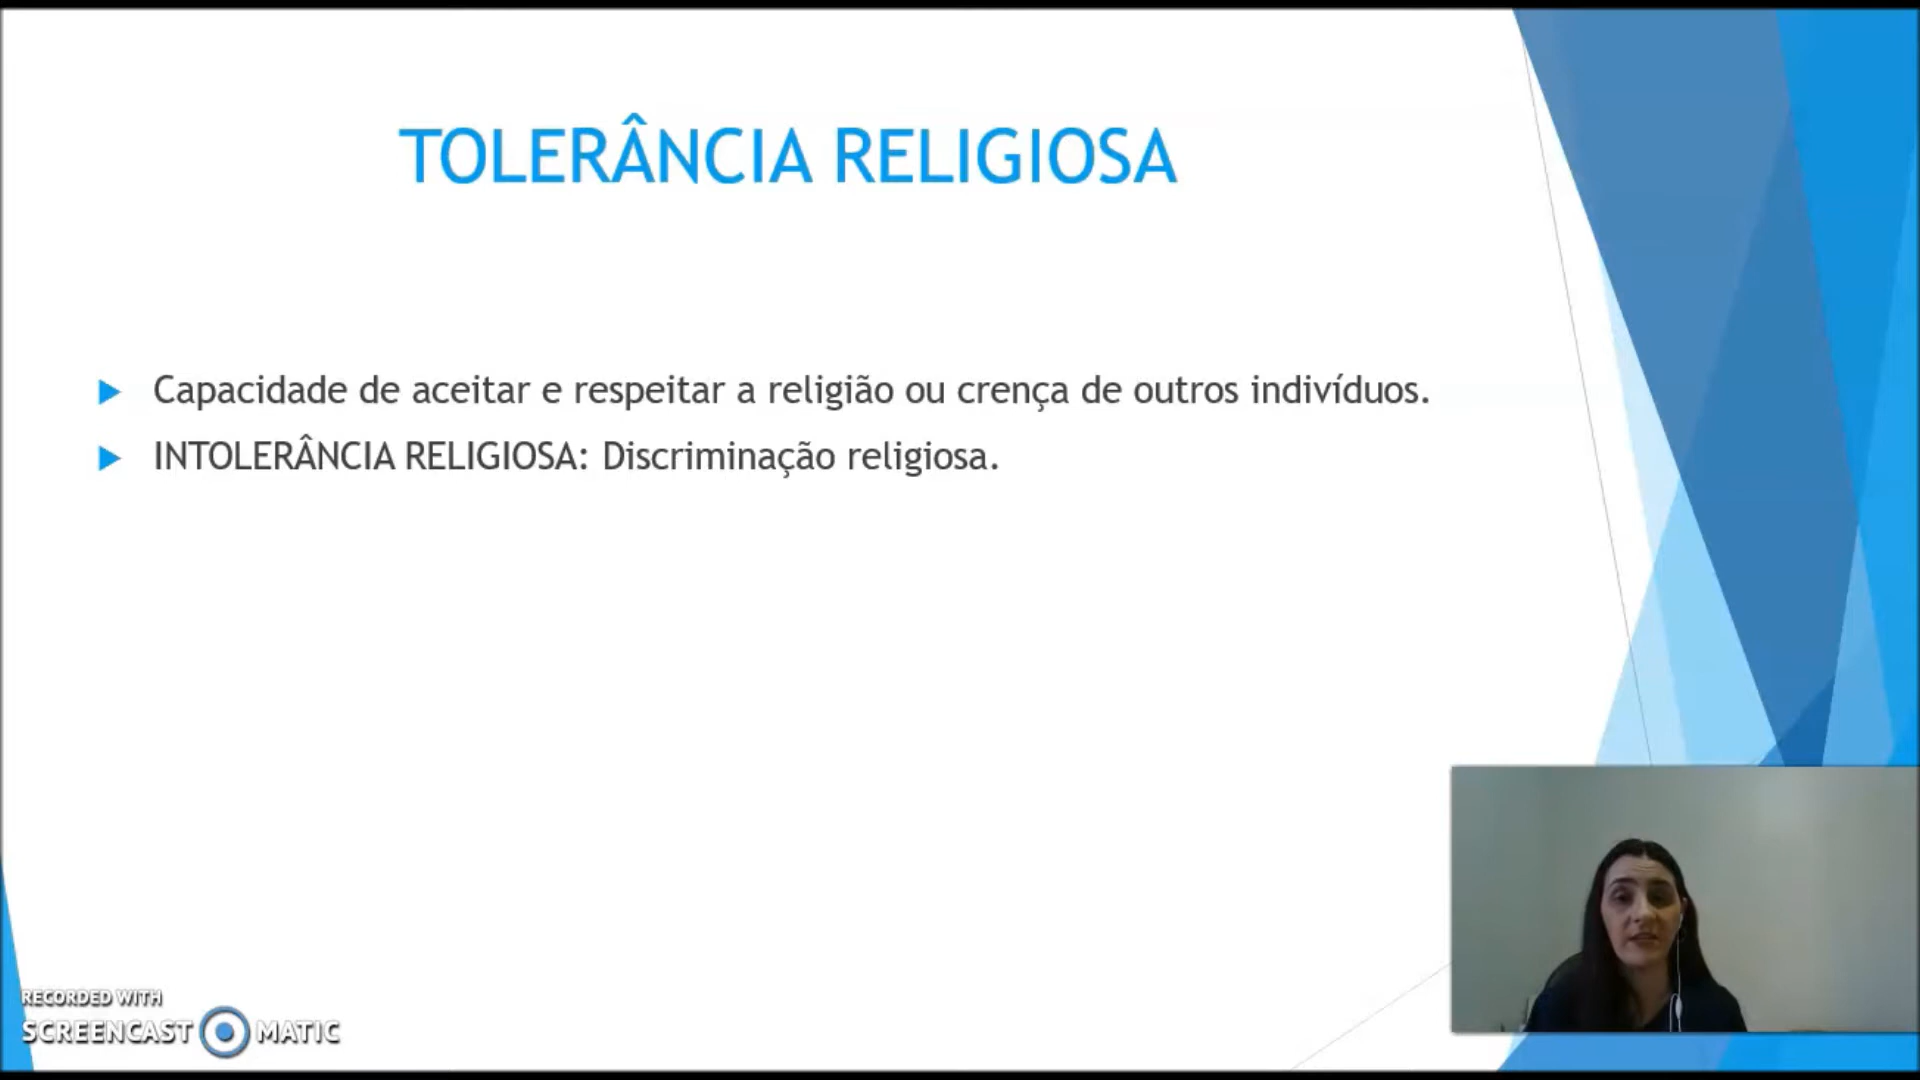 TOLERÂNCIA RELIGIOSA
Capacidade de aceitar e respeitar a religião ou crença de outros indivíduos.
INTOLERÂNCIA RELIGIOSA: Discriminação religiosa.
RECORDED WITH
SCREENCAST MATIC